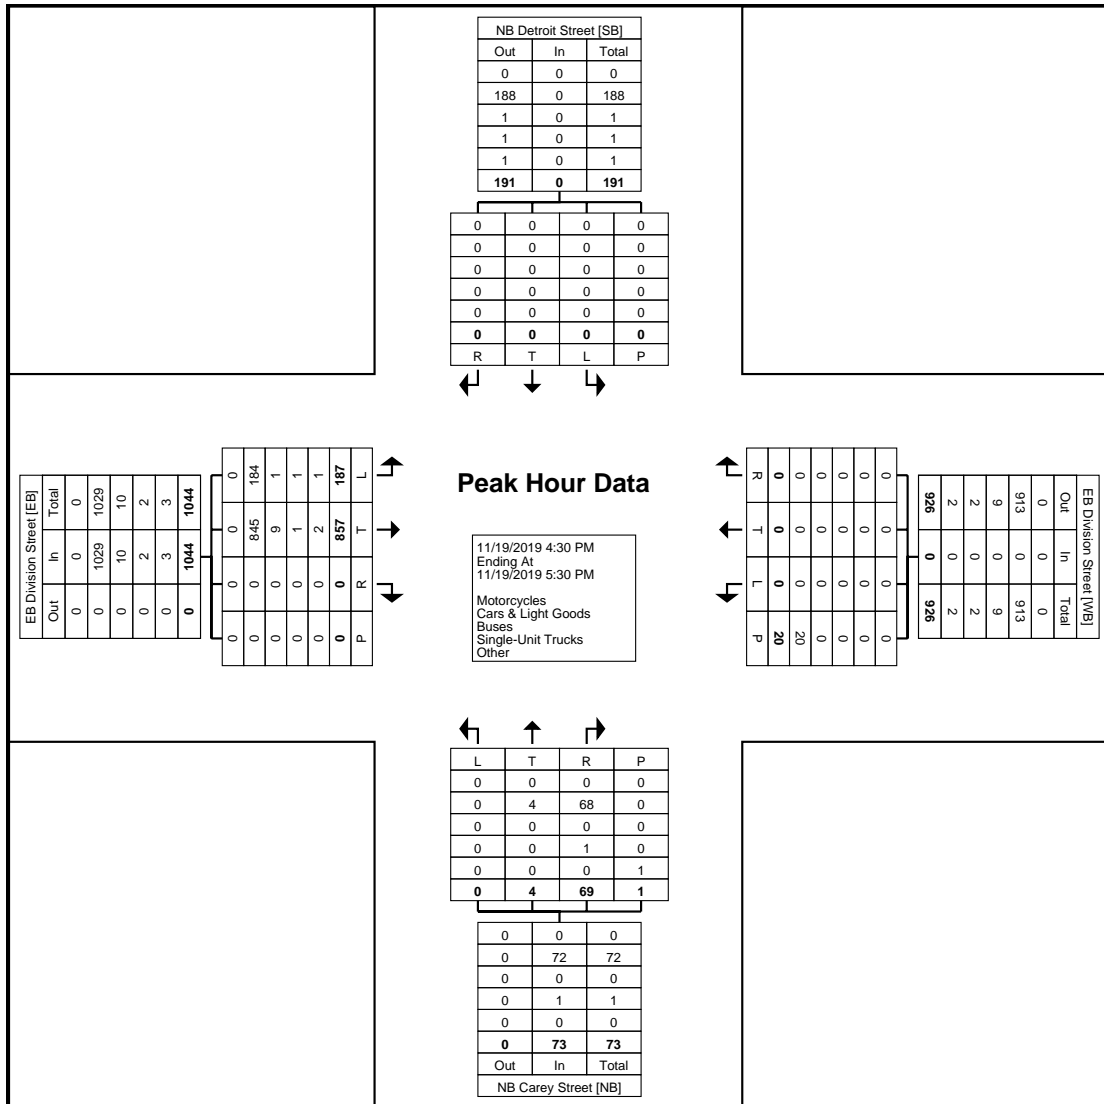 NB Detroit Street [SB]
Out In Total
0 0 0
188 0 188
1 0 1
1 0 1
1 0 1
191 0 191
0 0 0 0
0 0 0 0
0 0 0 0
0 0 0 0
0 0 0 0
0 0 0 0
R T L P
EB Division Street [EB]
Out In Total
0 0 0
0 1029 1029
0 10 10
0 2 2
0 3 3
0 1044 1044
0 0 0 0
0 0 845 184
0 0 9 1
0 0 1 1
0 0 2 1
0 0 857 187
P R T L
Peak Hour Data
11/19/2019 4:30 PM
Ending At
11/19/2019 5:30 PM
Motorcycles
Cars & Light Goods
Buses
Single-Unit Trucks
Other
EB Division Street [WB]
Out In Total
0 0 0
913 0 913
9 0 9
2 0 2
2 0 2
926 0 926
0 0 0 0
0 0 0 0
0 0 0 0
0 0 0 0
0 0 0 20
0 0 0 20
R T L P
L T R P
0 0 0 0
0 4 68 0
0 0 0 0
0 0 1 0
0 0 0 1
0 4 69 1
0 0 0
0 72 72
0 0 0
0 1 1
0 0 0
0 73 73
Out In Total
NB Carey Street [NB]